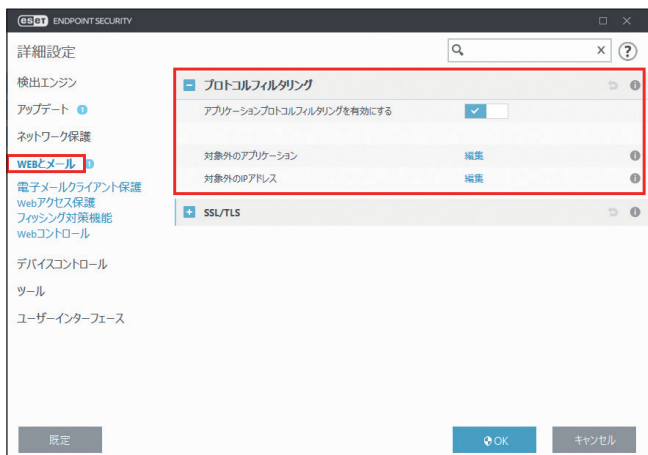 eset ENDPOINT SECURITY
詳細設定
検出エンジン
アップデート 1
ネットワーク保護
WEBとメール 1
電子メールクライアント保護
Webアクセス保護
フィッシング対策機能
Webコントロール
デバイスコントロール
ツール
ユーザーインターフェース
プロトコルフィルタリング
アプリケーションプロトコルフィルタリングを有効にする
対象外のアプリケーション 編集
対象外のIPアドレス 編集
SSL/TLS
既定 OK キャンセル